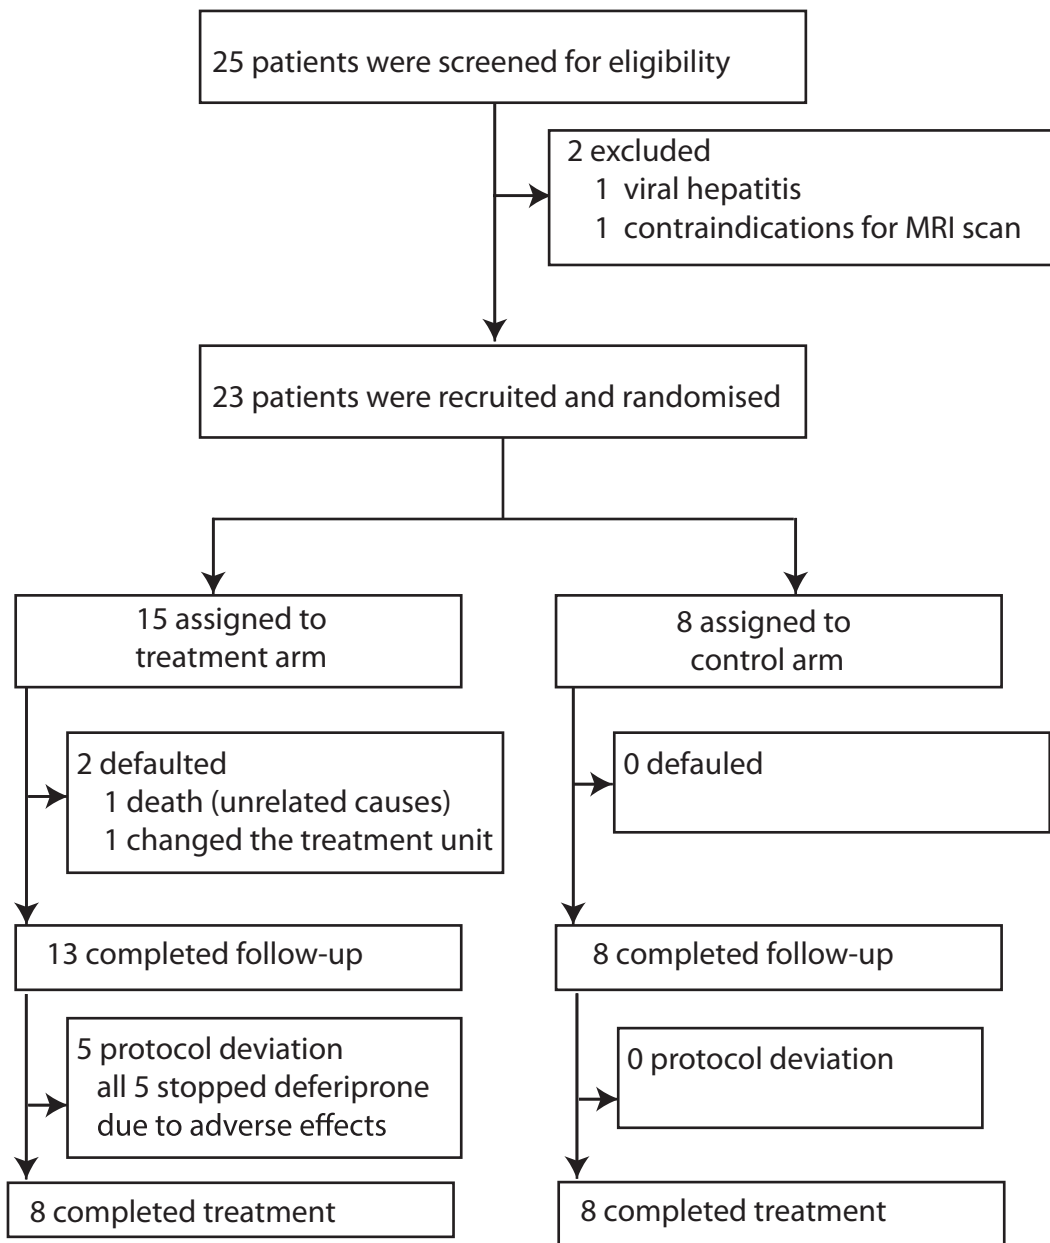 25 patients were screened for eligibility
2 excluded
1 viral hepatitis
1 contraindications for MRI scan
23 patients were recruited and randomised
15 assigned to
treatment arm
8 assigned to
control arm
2 defaulted
1 death (unrelated causes)
1 changed the treatment unit
0 defauled
13 completed follow-up
8 completed follow-up
5 protocol deviation
all 5 stopped deferiprone
due to adverse effects
0 protocol deviation
8 completed treatment
8 completed treatment